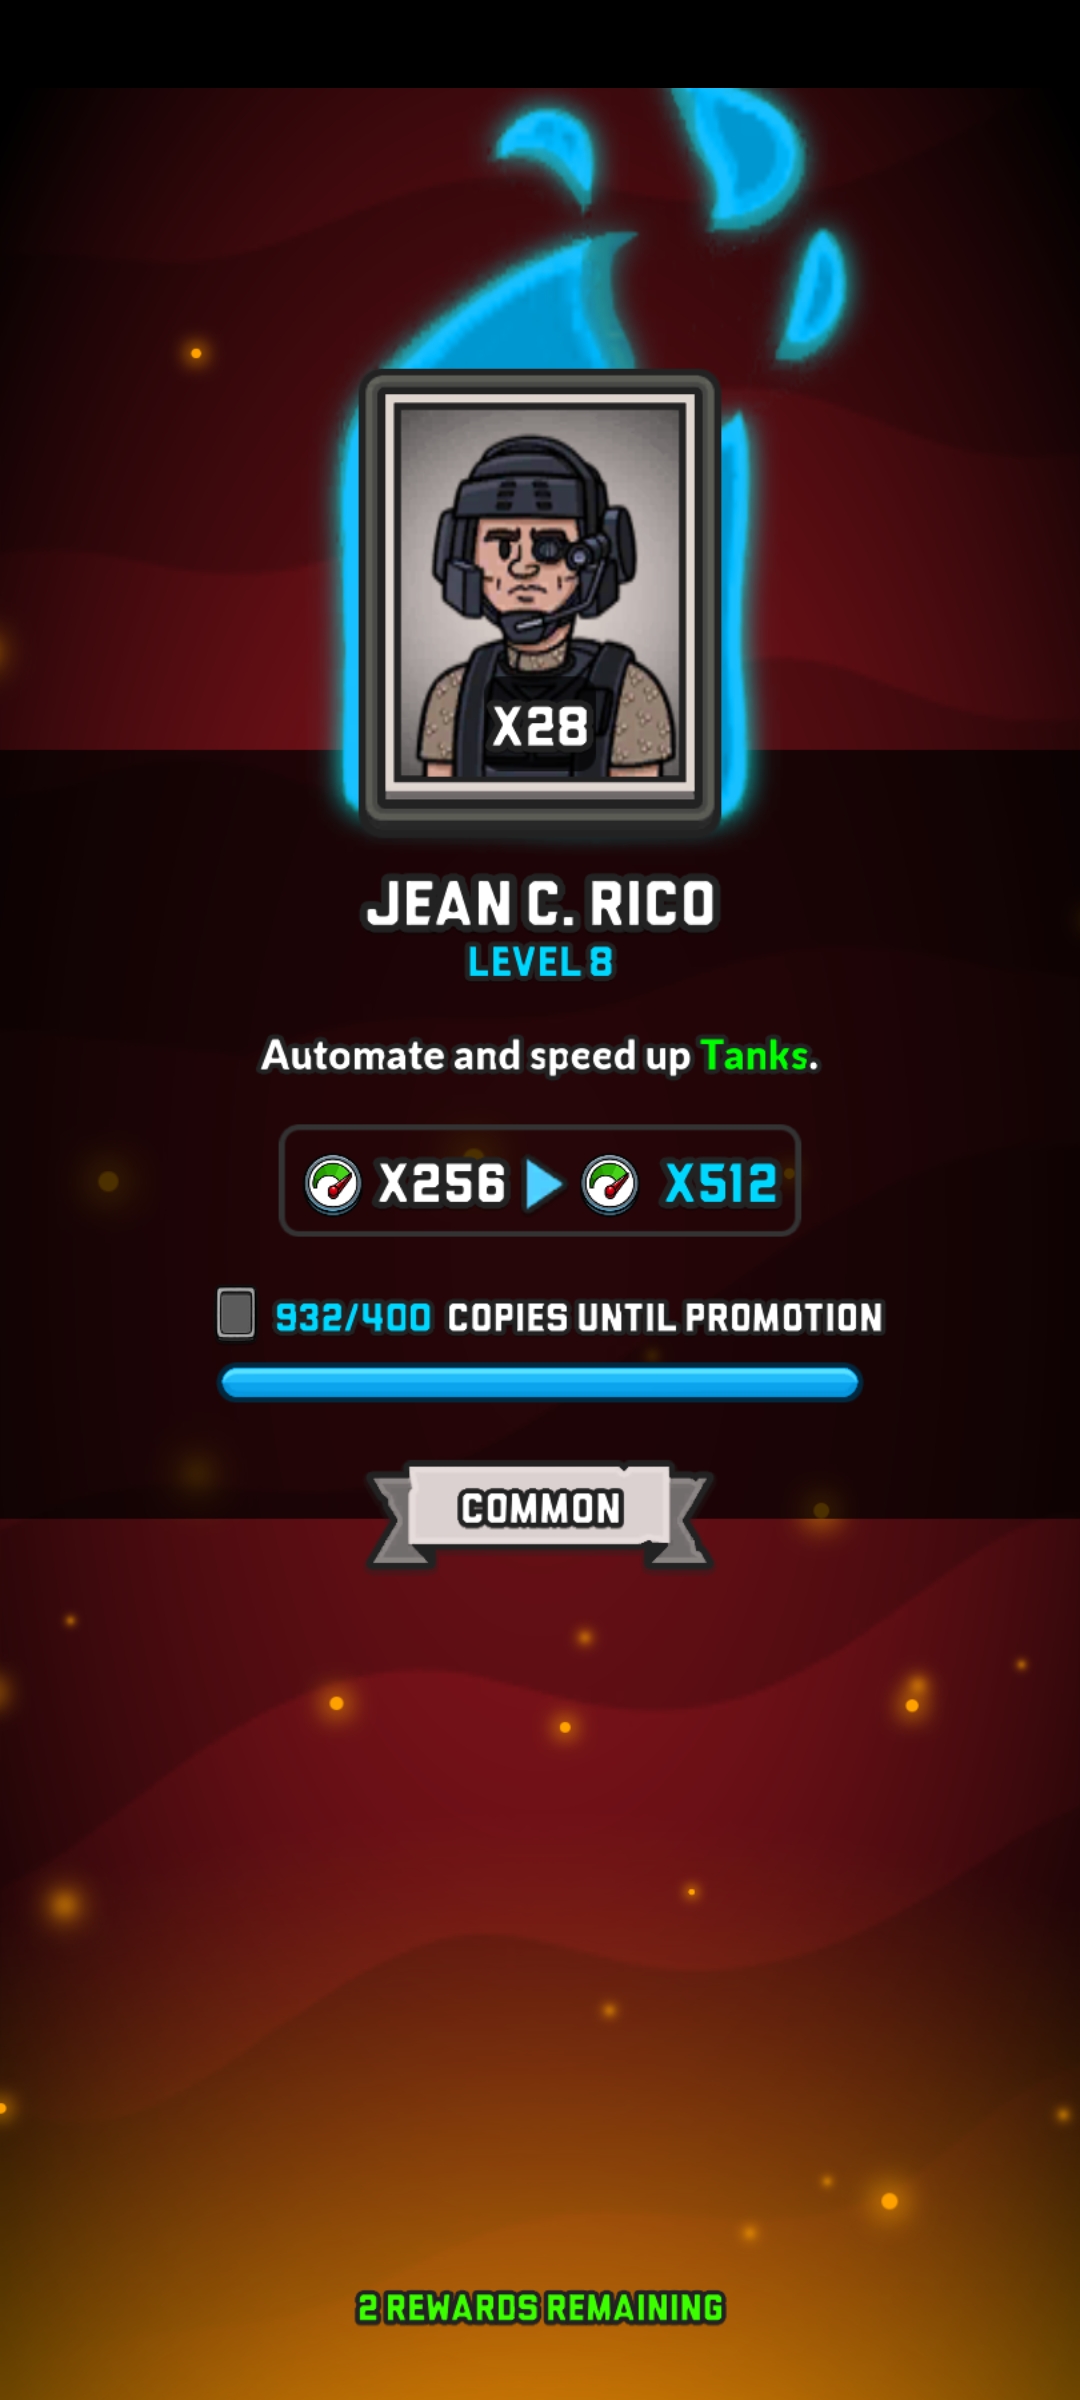 X28
JEAN C. RICO
LEVEL 8
Automate and speed up Tanks.
X256 X512
932/400 COPIES UNTIL PROMOTION
COMMON
2 REWARDS REMAINING